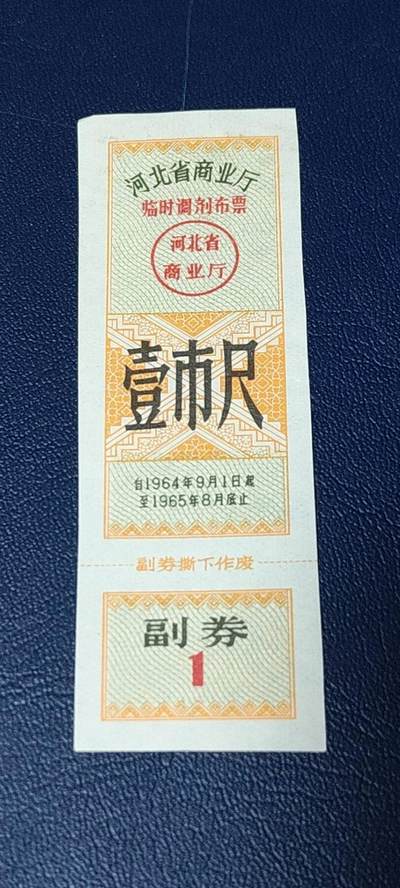 河北省商业厅
临时调剂布票
河北省
商业厅
壹市尺
自1964年9月1日起
至1965年8月底止
副券撕下作废
副券
1